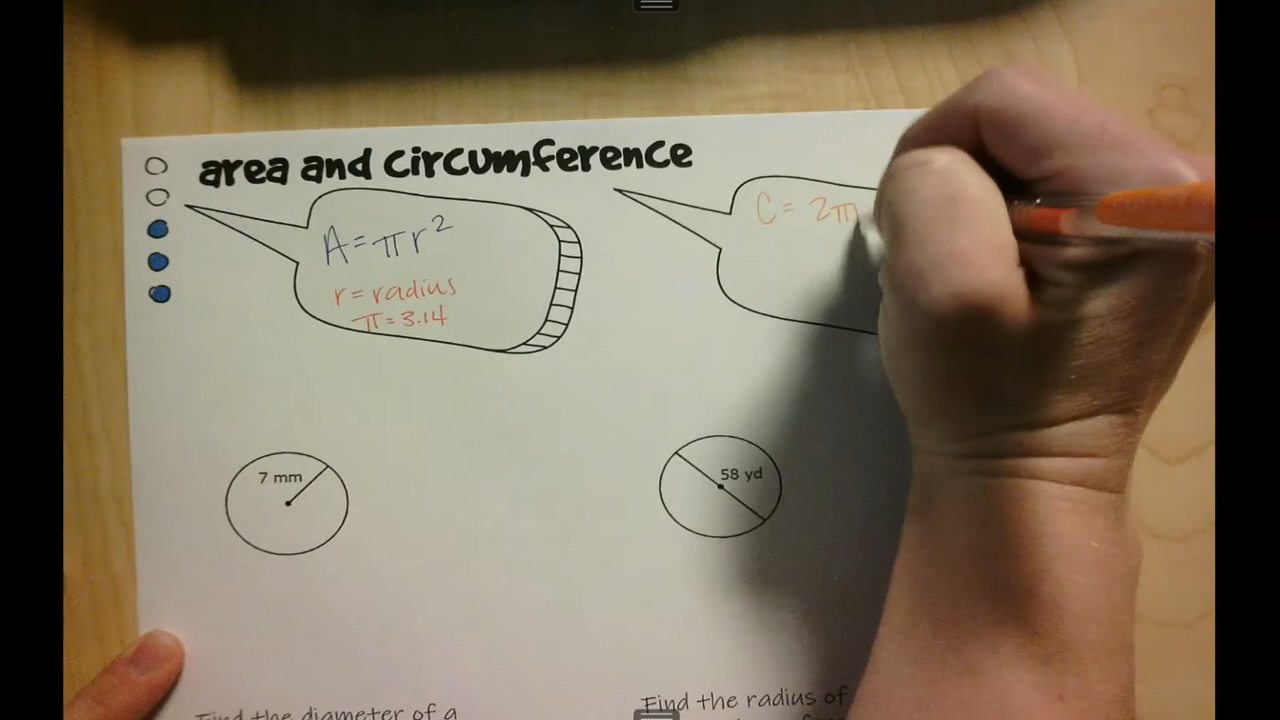 area and circumference
A = πr²
r = radius
π = 3.14
C = 2π
7 mm
58 yd
Find the diameter of a
Find the radius of